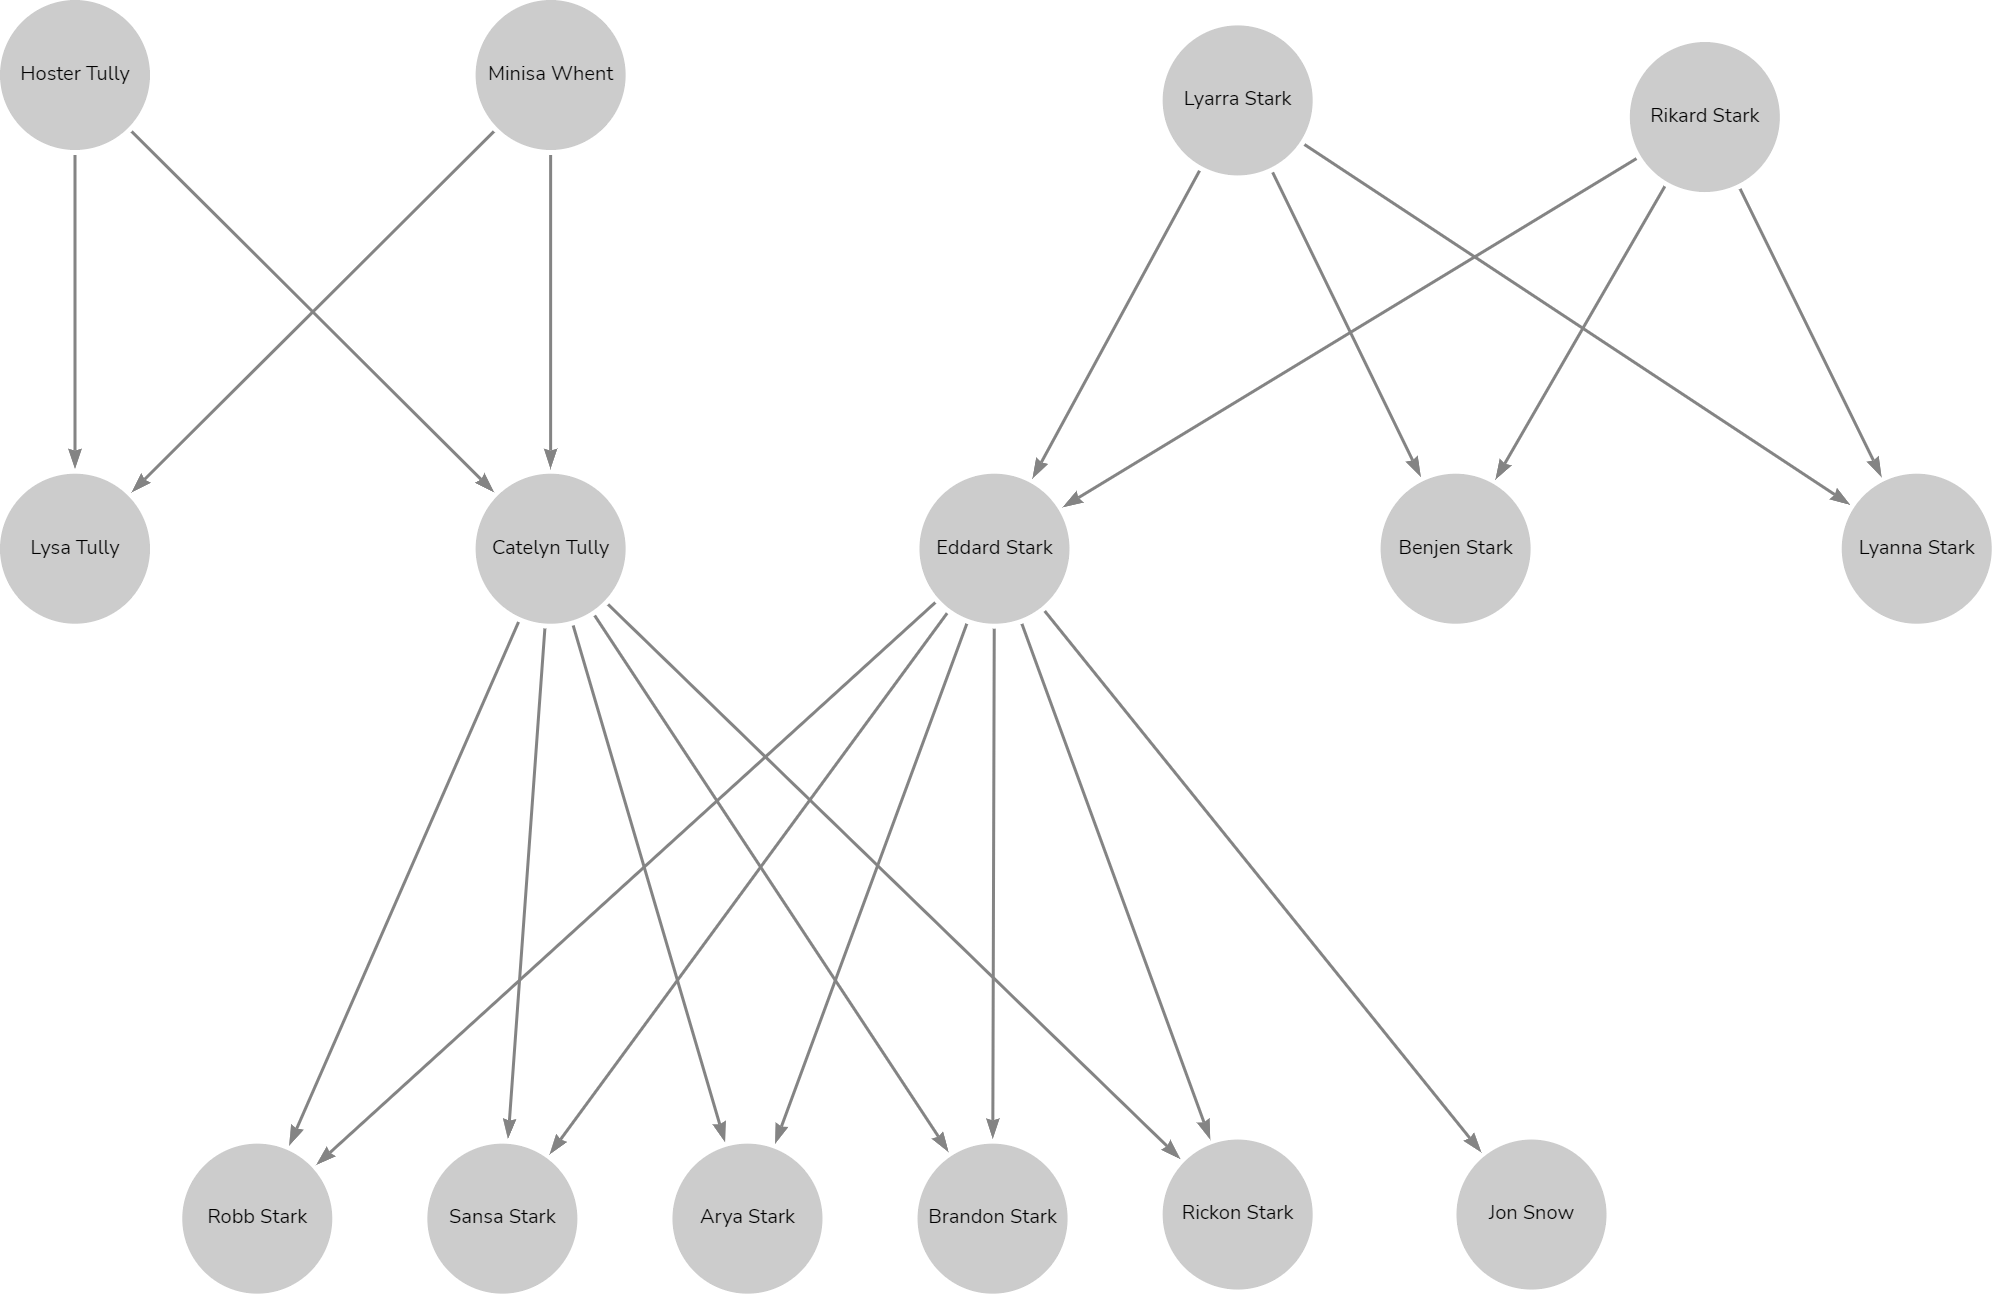 Hoster Tully
Minisa Whent
Lyarra Stark
Rikard Stark
Lysa Tully
Catelyn Tully
Eddard Stark
Benjen Stark
Lyanna Stark
Robb Stark
Sansa Stark
Arya Stark
Brandon Stark
Rickon Stark
Jon Snow